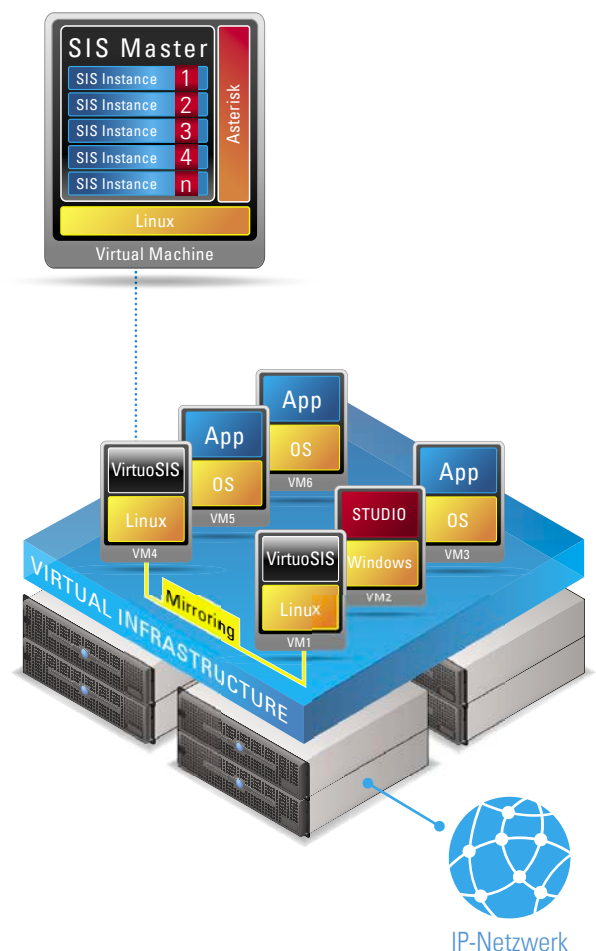 SIS Master
SIS Instance 1
SIS Instance 2
SIS Instance 3
SIS Instance 4
SIS Instance n
Asterisk
Linux
Virtual Machine
App
OS
VM6
App
OS
VM5
VirtuoSIS
Linux
VM4
App
OS
VM3
STUDIO
Windows
VM2
VirtuoSIS
Linux
VM1
Mirroring
VIRTUAL INFRASTRUCTURE
IP-Netzwerk